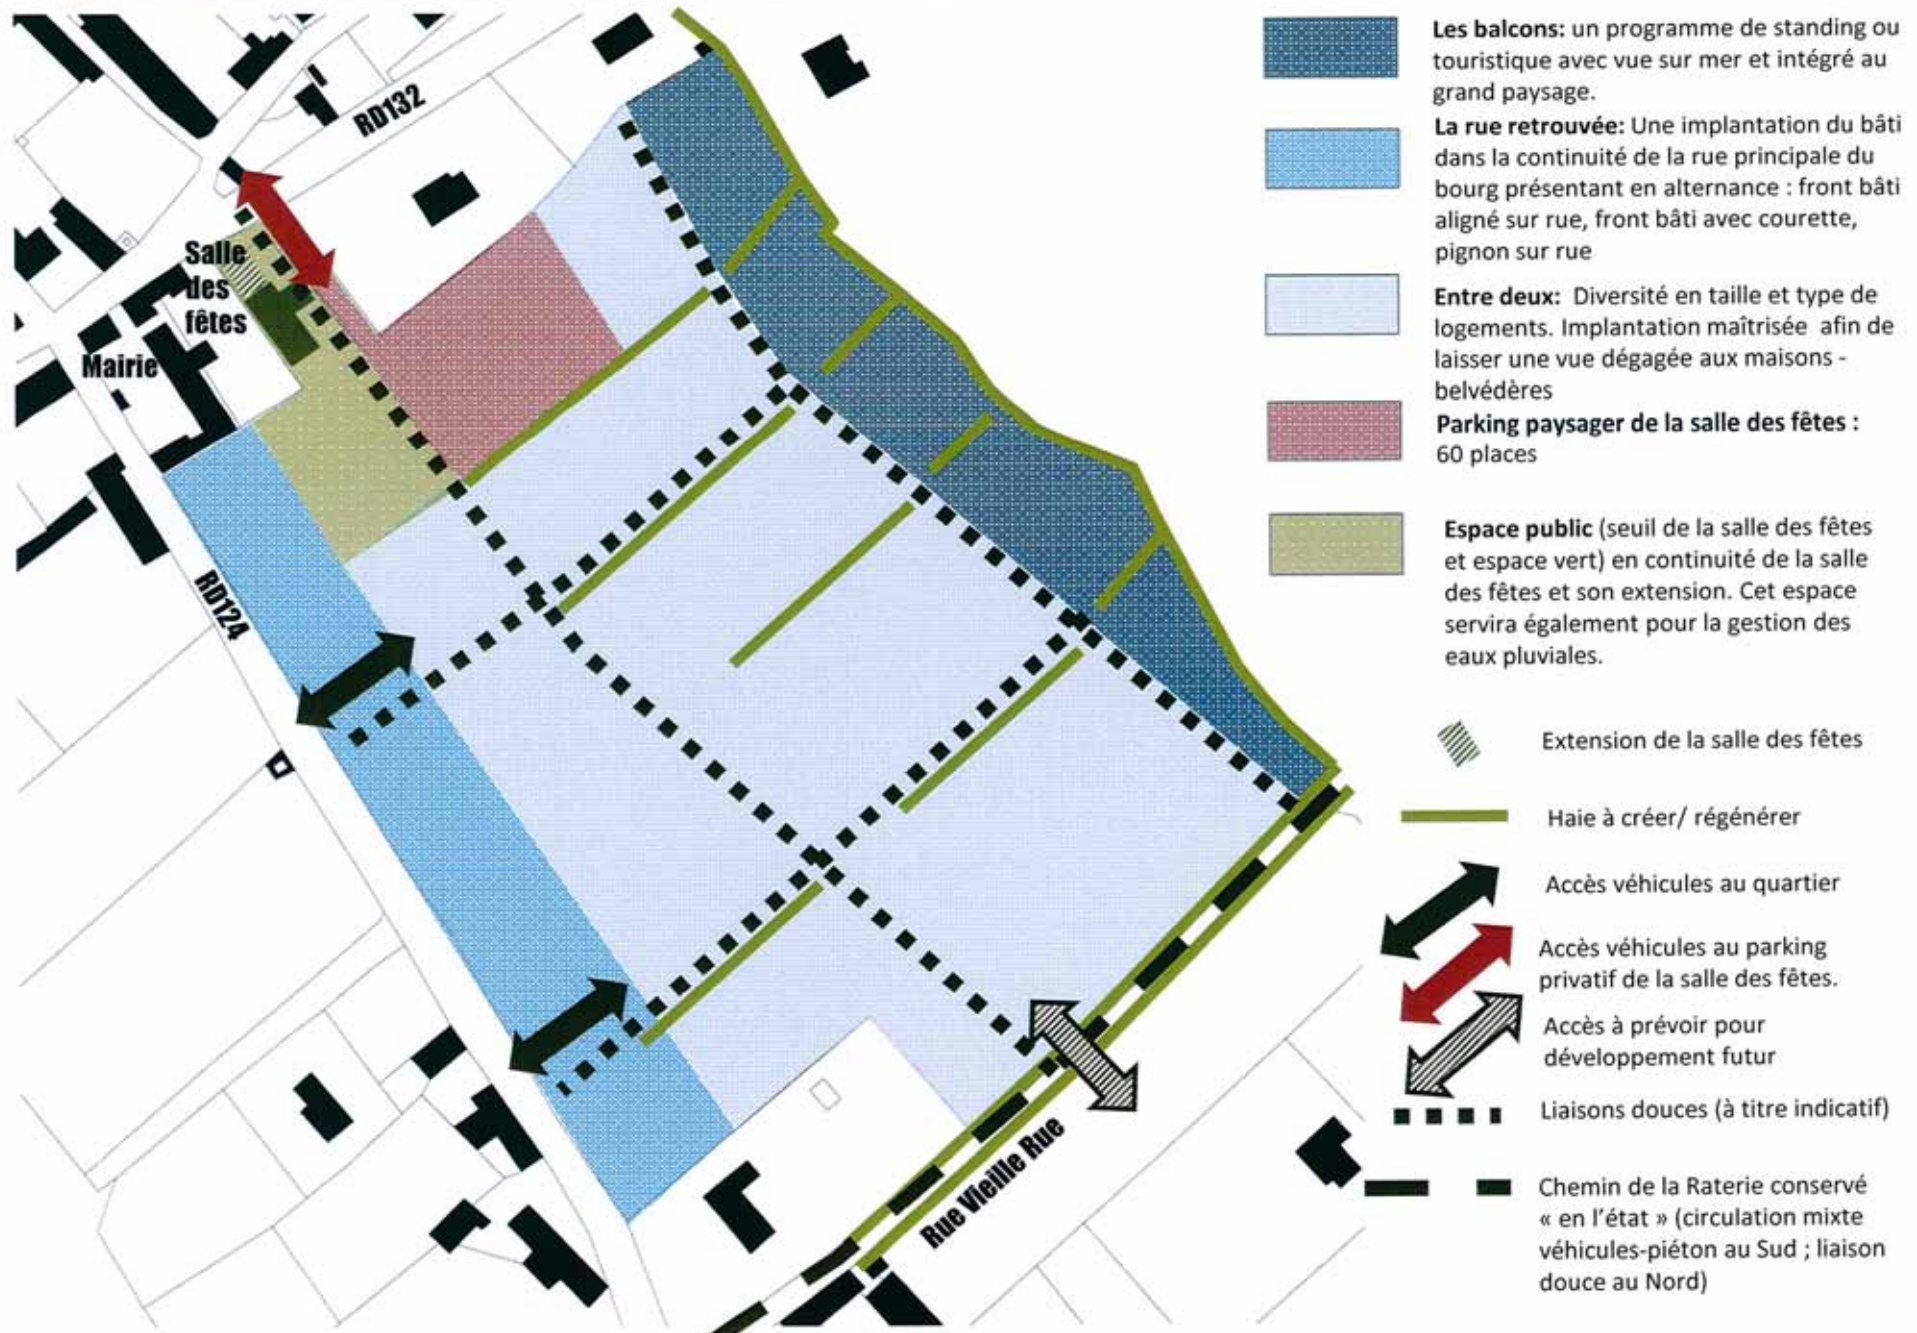 RD132
Salle
des
fêtes
Mairie
RD124
Rue Vieille Rue
Les balcons: un programme de standing ou
touristique avec vue sur mer et intégré au
grand paysage.
La rue retrouvée: Une implantation du bâti
dans la continuité de la rue principale du
bourg présentant en alternance : front bâti
aligné sur rue, front bâti avec courette,
pignon sur rue
Entre deux: Diversité en taille et type de
logements. Implantation maîtrisée afin de
laisser une vue dégagée aux maisons -
belvédères
Parking paysager de la salle des fêtes :
60 places
Espace public (seuil de la salle des fêtes
et espace vert) en continuité de la salle
des fêtes et son extension. Cet espace
servira également pour la gestion des
eaux pluviales.
Extension de la salle des fêtes
Haie à créer/ régénérer
Accès véhicules au quartier
Accès véhicules au parking
privatif de la salle des fêtes.
Accès à prévoir pour
développement futur
Liaisons douces (à titre indicatif)
Chemin de la Raterie conservé
« en l'état » (circulation mixte
véhicules-piéton au Sud ; liaison
douce au Nord)